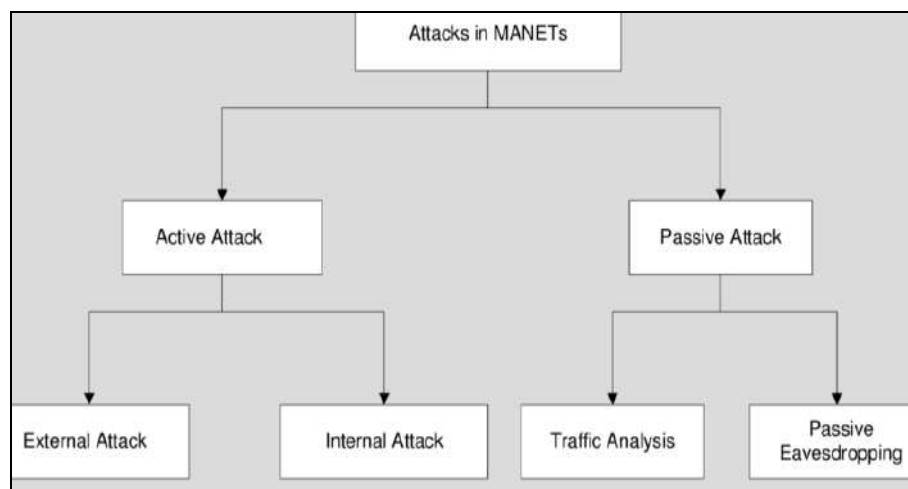 Attacks in MANETs
Active Attack
Passive Attack
External Attack
Internal Attack
Traffic Analysis
Passive
Eavesdropping